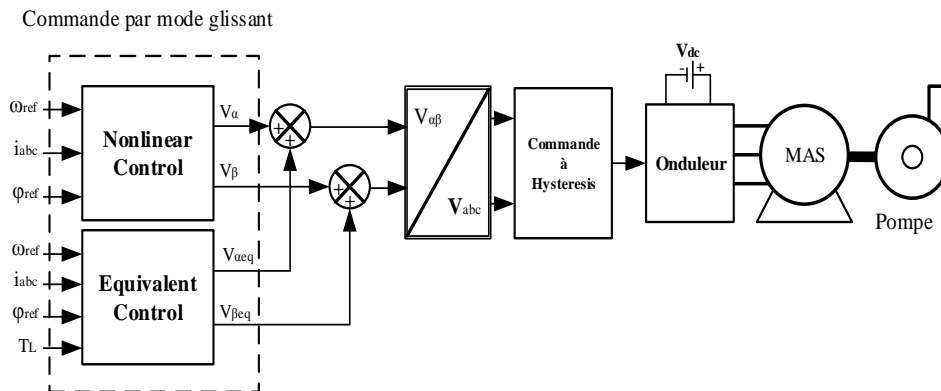 Commande par mode glissant
ωref
iabc
φref
Nonlinear
Control
Vα
Vβ
+
+
+
+
ωref
iabc
φref
TL
Equivalent
Control
Vαeq
Vβeq
Vαβ
Vabc
Commande
à
Hysteresis
Vdc
- +
Onduleur
MAS
Pompe